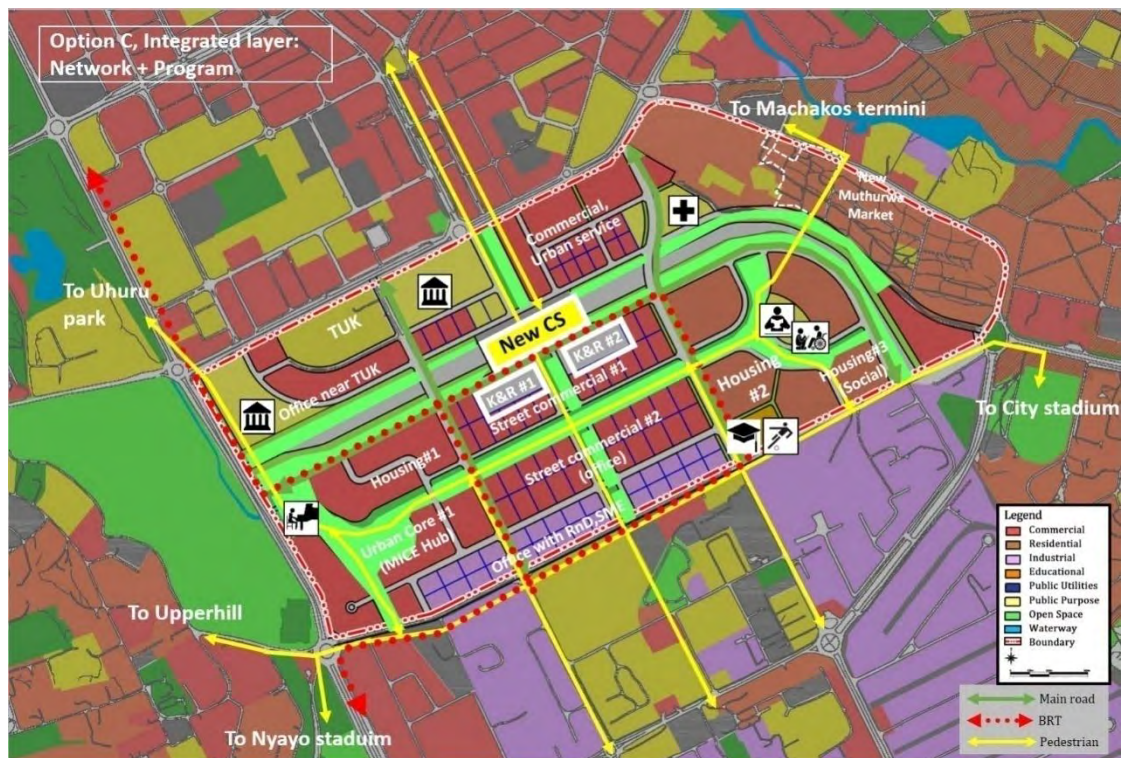 Option C, Integrated layer:
Network + Program
To Machakos termini
New
Muthurwa
Market
Commercial,
Urban service
To Uhuru
park
TUK
New CS
K&R #2
Office near TUK
K&R #1
Street commercial #1
Housing
#2
Housing#3
(Social)
To City stadium
Housing#1
Street commercial #2
(office)
Urban Core #1
(MICE Hub)
Office with RnD,SME
To Upperhill
To Nyayo staduim
Legend
Commercial
Residential
Industrial
Educational
Public Utilities
Public Purpose
Open Space
Waterway
Boundary
Main road
BRT
Pedestrian